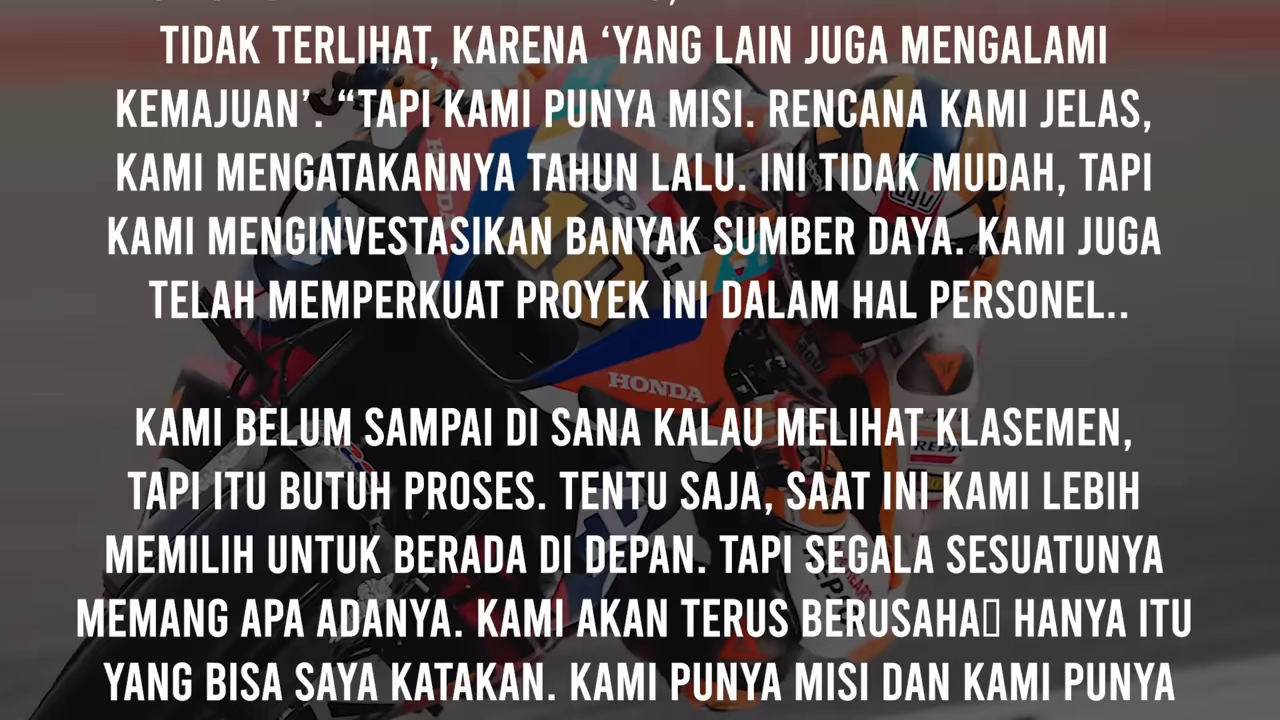 TIDAK TERLIHAT, KARENA ‘YANG LAIN JUGA MENGALAMI
KEMAJUAN’. “TAPI KAMI PUNYA MISI. RENCANA KAMI JELAS,
KAMI MENGATAKANNYA TAHUN LALU. INI TIDAK MUDAH, TAPI
KAMI MENGINVESTASIKAN BANYAK SUMBER DAYA. KAMI JUGA
TELAH MEMPERKUAT PROYEK INI DALAM HAL PERSONEL..
HONDA
KAMI BELUM SAMPAI DI SANA KALAU MELIHAT KLASEMEN,
TAPI ITU BUTUH PROSES. TENTU SAJA, SAAT INI KAMI LEBIH
MEMILIH UNTUK BERADA DI DEPAN. TAPI SEGALA SESUATUNYA
MEMANG APA ADANYA. KAMI AKAN TERUS BERUSAHA▯ HANYA ITU
YANG BISA SAYA KATAKAN. KAMI PUNYA MISI DAN KAMI PUNYA